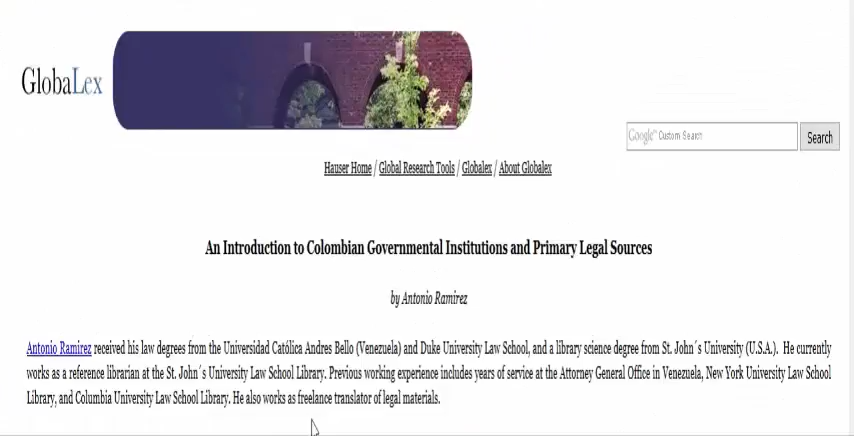 GlobaLex
Google™ Custom Search
Search
Hauser Home / Global Research Tools / Globalex / About Globalex
An Introduction to Colombian Governmental Institutions and Primary Legal Sources
by Antonio Ramirez
Antonio Ramirez received his law degrees from the Universidad Católica Andres Bello (Venezuela) and Duke University Law School, and a library science degree from St. John´s University (U.S.A.). He currently
works as a reference librarian at the St. John´s University Law School Library. Previous working experience includes years of service at the Attorney General Office in Venezuela, New York University Law School
Library, and Columbia University Law School Library. He also works as freelance translator of legal materials.